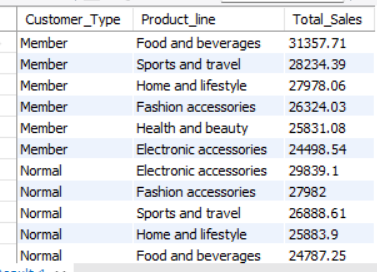 Customer_Type Product_line Total_Sales
Member Food and beverages 31357.71
Member Sports and travel 28234.39
Member Home and lifestyle 27978.06
Member Fashion accessories 26324.03
Member Health and beauty 25831.08
Member Electronic accessories 24498.54
Normal Electronic accessories 29839.1
Normal Fashion accessories 27982
Normal Sports and travel 26888.61
Normal Home and lifestyle 25883.9
Normal Food and beverages 24787.25